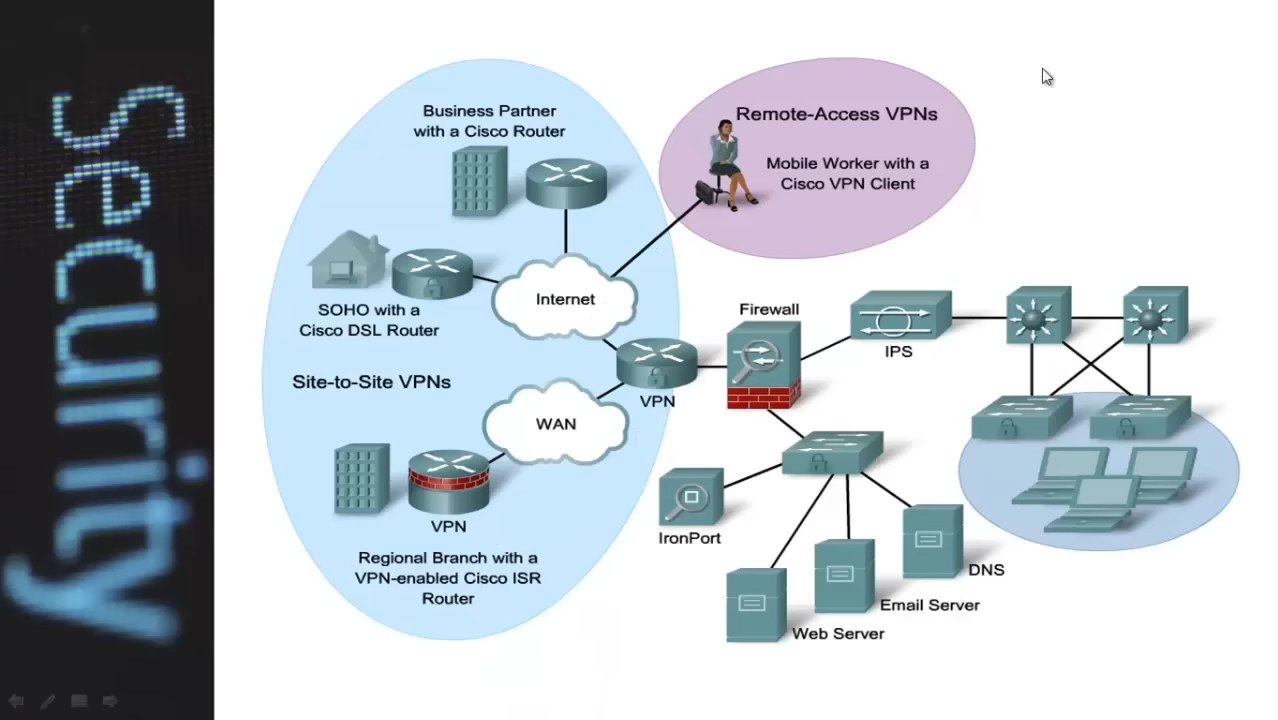 Security
Business Partner
with a Cisco Router
Remote-Access VPNs
Mobile Worker with a
Cisco VPN Client
SOHO with a
Cisco DSL Router
Internet
Firewall
IPS
Site-to-Site VPNs
VPN
WAN
VPN
IronPort
Regional Branch with a
VPN-enabled Cisco ISR
Router
DNS
Email Server
Web Server